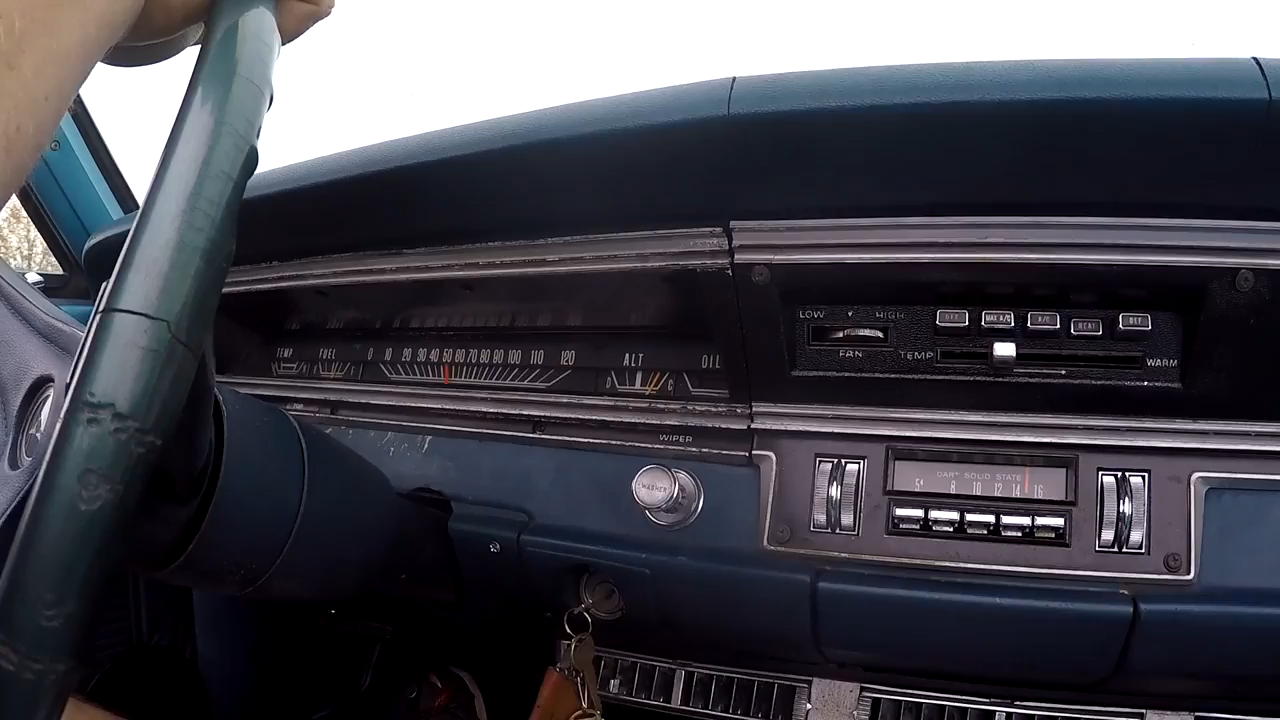 LOW HIGH
FAN
OFF MAX A/C A/C HEAT DEF
TEMP WARM
TEMP FUEL 0 10 20 30 40 50 60 70 80 90 100 110 120 ALT OIL
D C
WIPER
WASHER
SOLID STATE
8 10 12 14 16